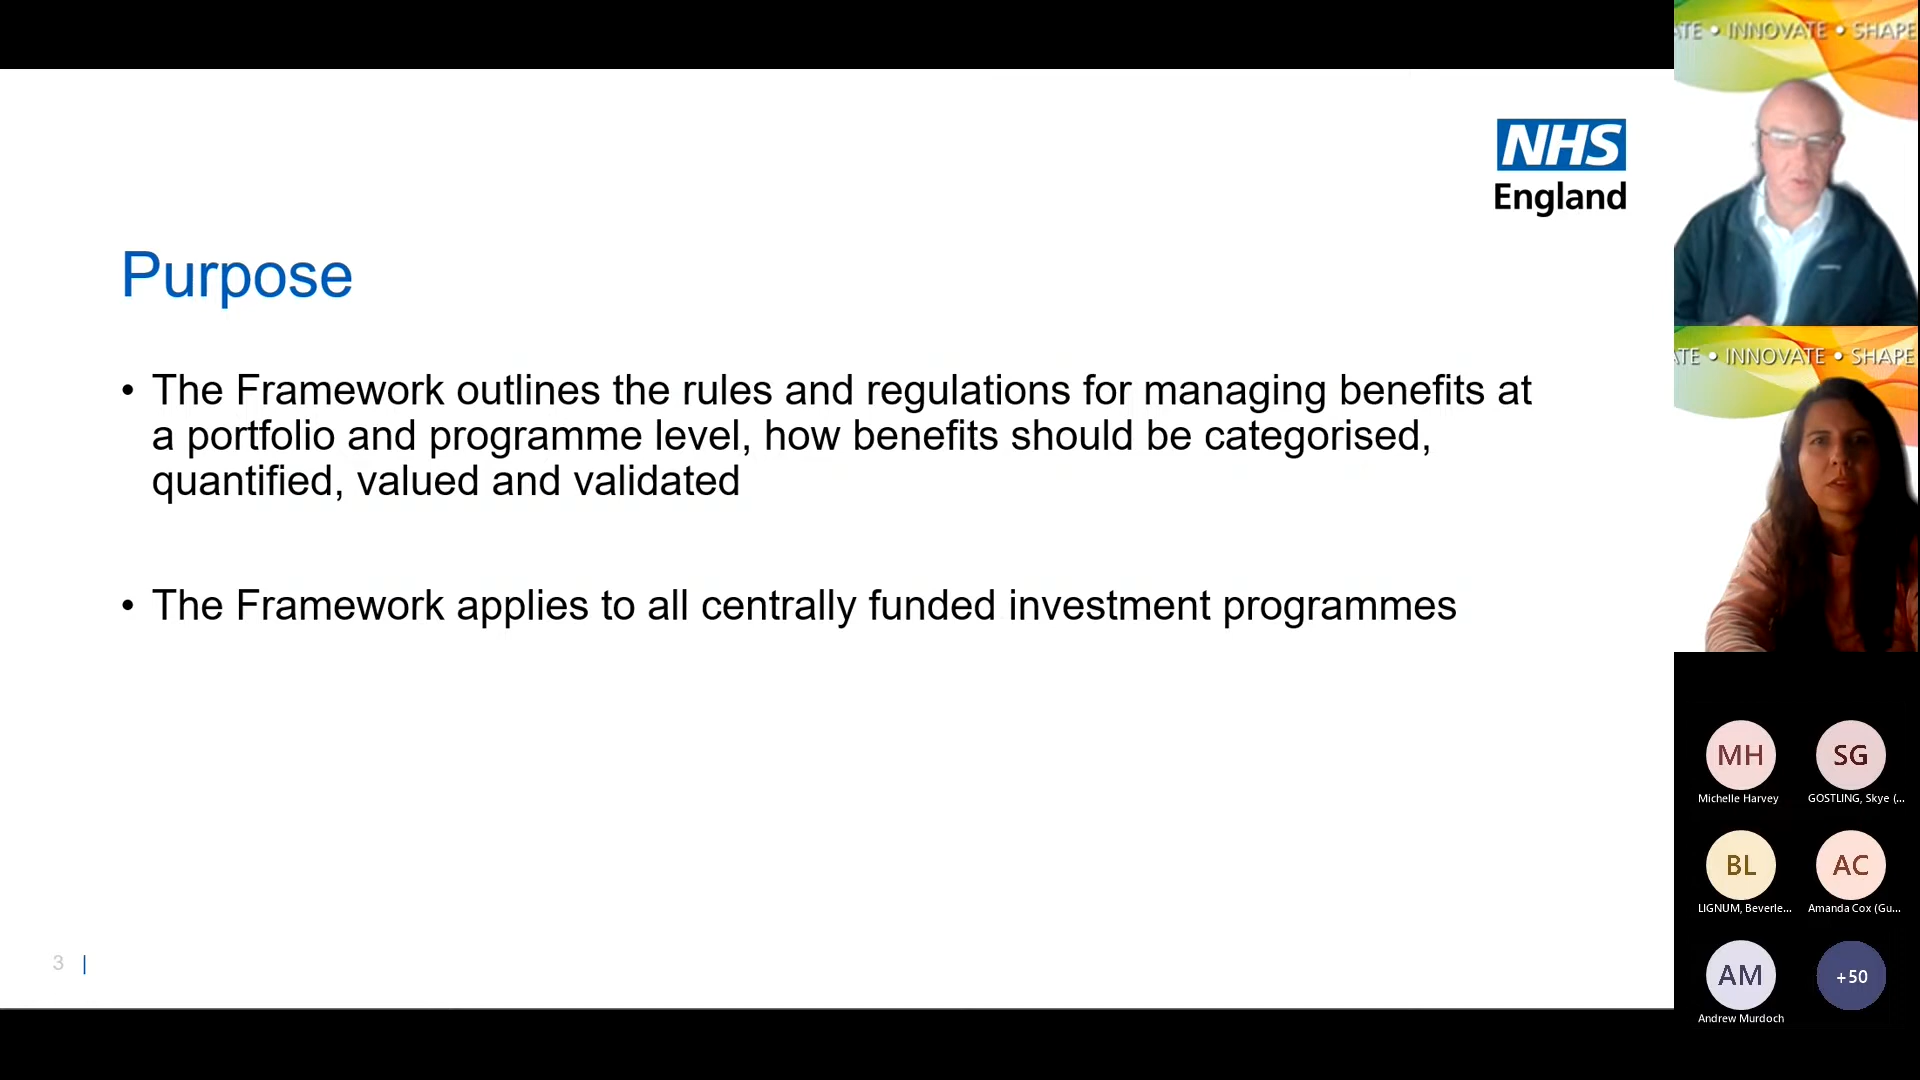 NHS
England
Purpose
• The Framework outlines the rules and regulations for managing benefits at
a portfolio and programme level, how benefits should be categorised,
quantified, valued and validated
• The Framework applies to all centrally funded investment programmes
3 |
ATE • INNOVATE • SHAPE
ATE • INNOVATE • SHAPE
MH
Michelle Harvey
SG
GOSTLING, Skye (...
BL
LIGNUM, Beverle...
AC
Amanda Cox (Gu...
AM
Andrew Murdoch
+50